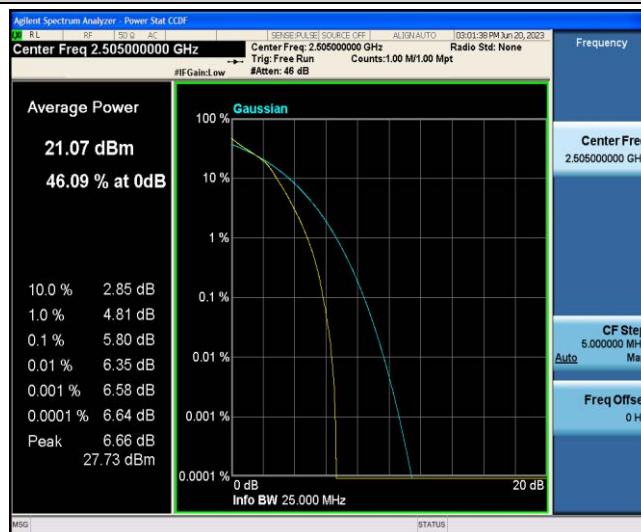 Agilent Spectrum Analyzer - Power Stat CCDF
RL RF 50 Ω AC SENSE:PULSE SOURCE OFF ALIGNAUTO 03:01:38 PM Jun 20, 2023
Center Freq 2.505000000 GHz
Center Freq: 2.505000000 GHz Radio Std: None
Trig: Free Run Counts:1.00 M/1.00 Mpt
#IFGain:Low #Atten: 46 dB
Frequency
Average Power
21.07 dBm
46.09 % at 0dB
10.0 % 2.85 dB
1.0 % 4.81 dB
0.1 % 5.80 dB
0.01 % 6.35 dB
0.001 % 6.58 dB
0.0001 % 6.64 dB
Peak 6.66 dB
27.73 dBm
Gaussian
100 %
10 %
1 %
0.1 %
0.01 %
0.001 %
0.0001 %
0 dB 20 dB
Info BW 25.000 MHz
Center Fre
2.505000000 GH
CF Ste
5.000000 MH
Auto Ma
Freq Offse
0 H
MSG STATUS